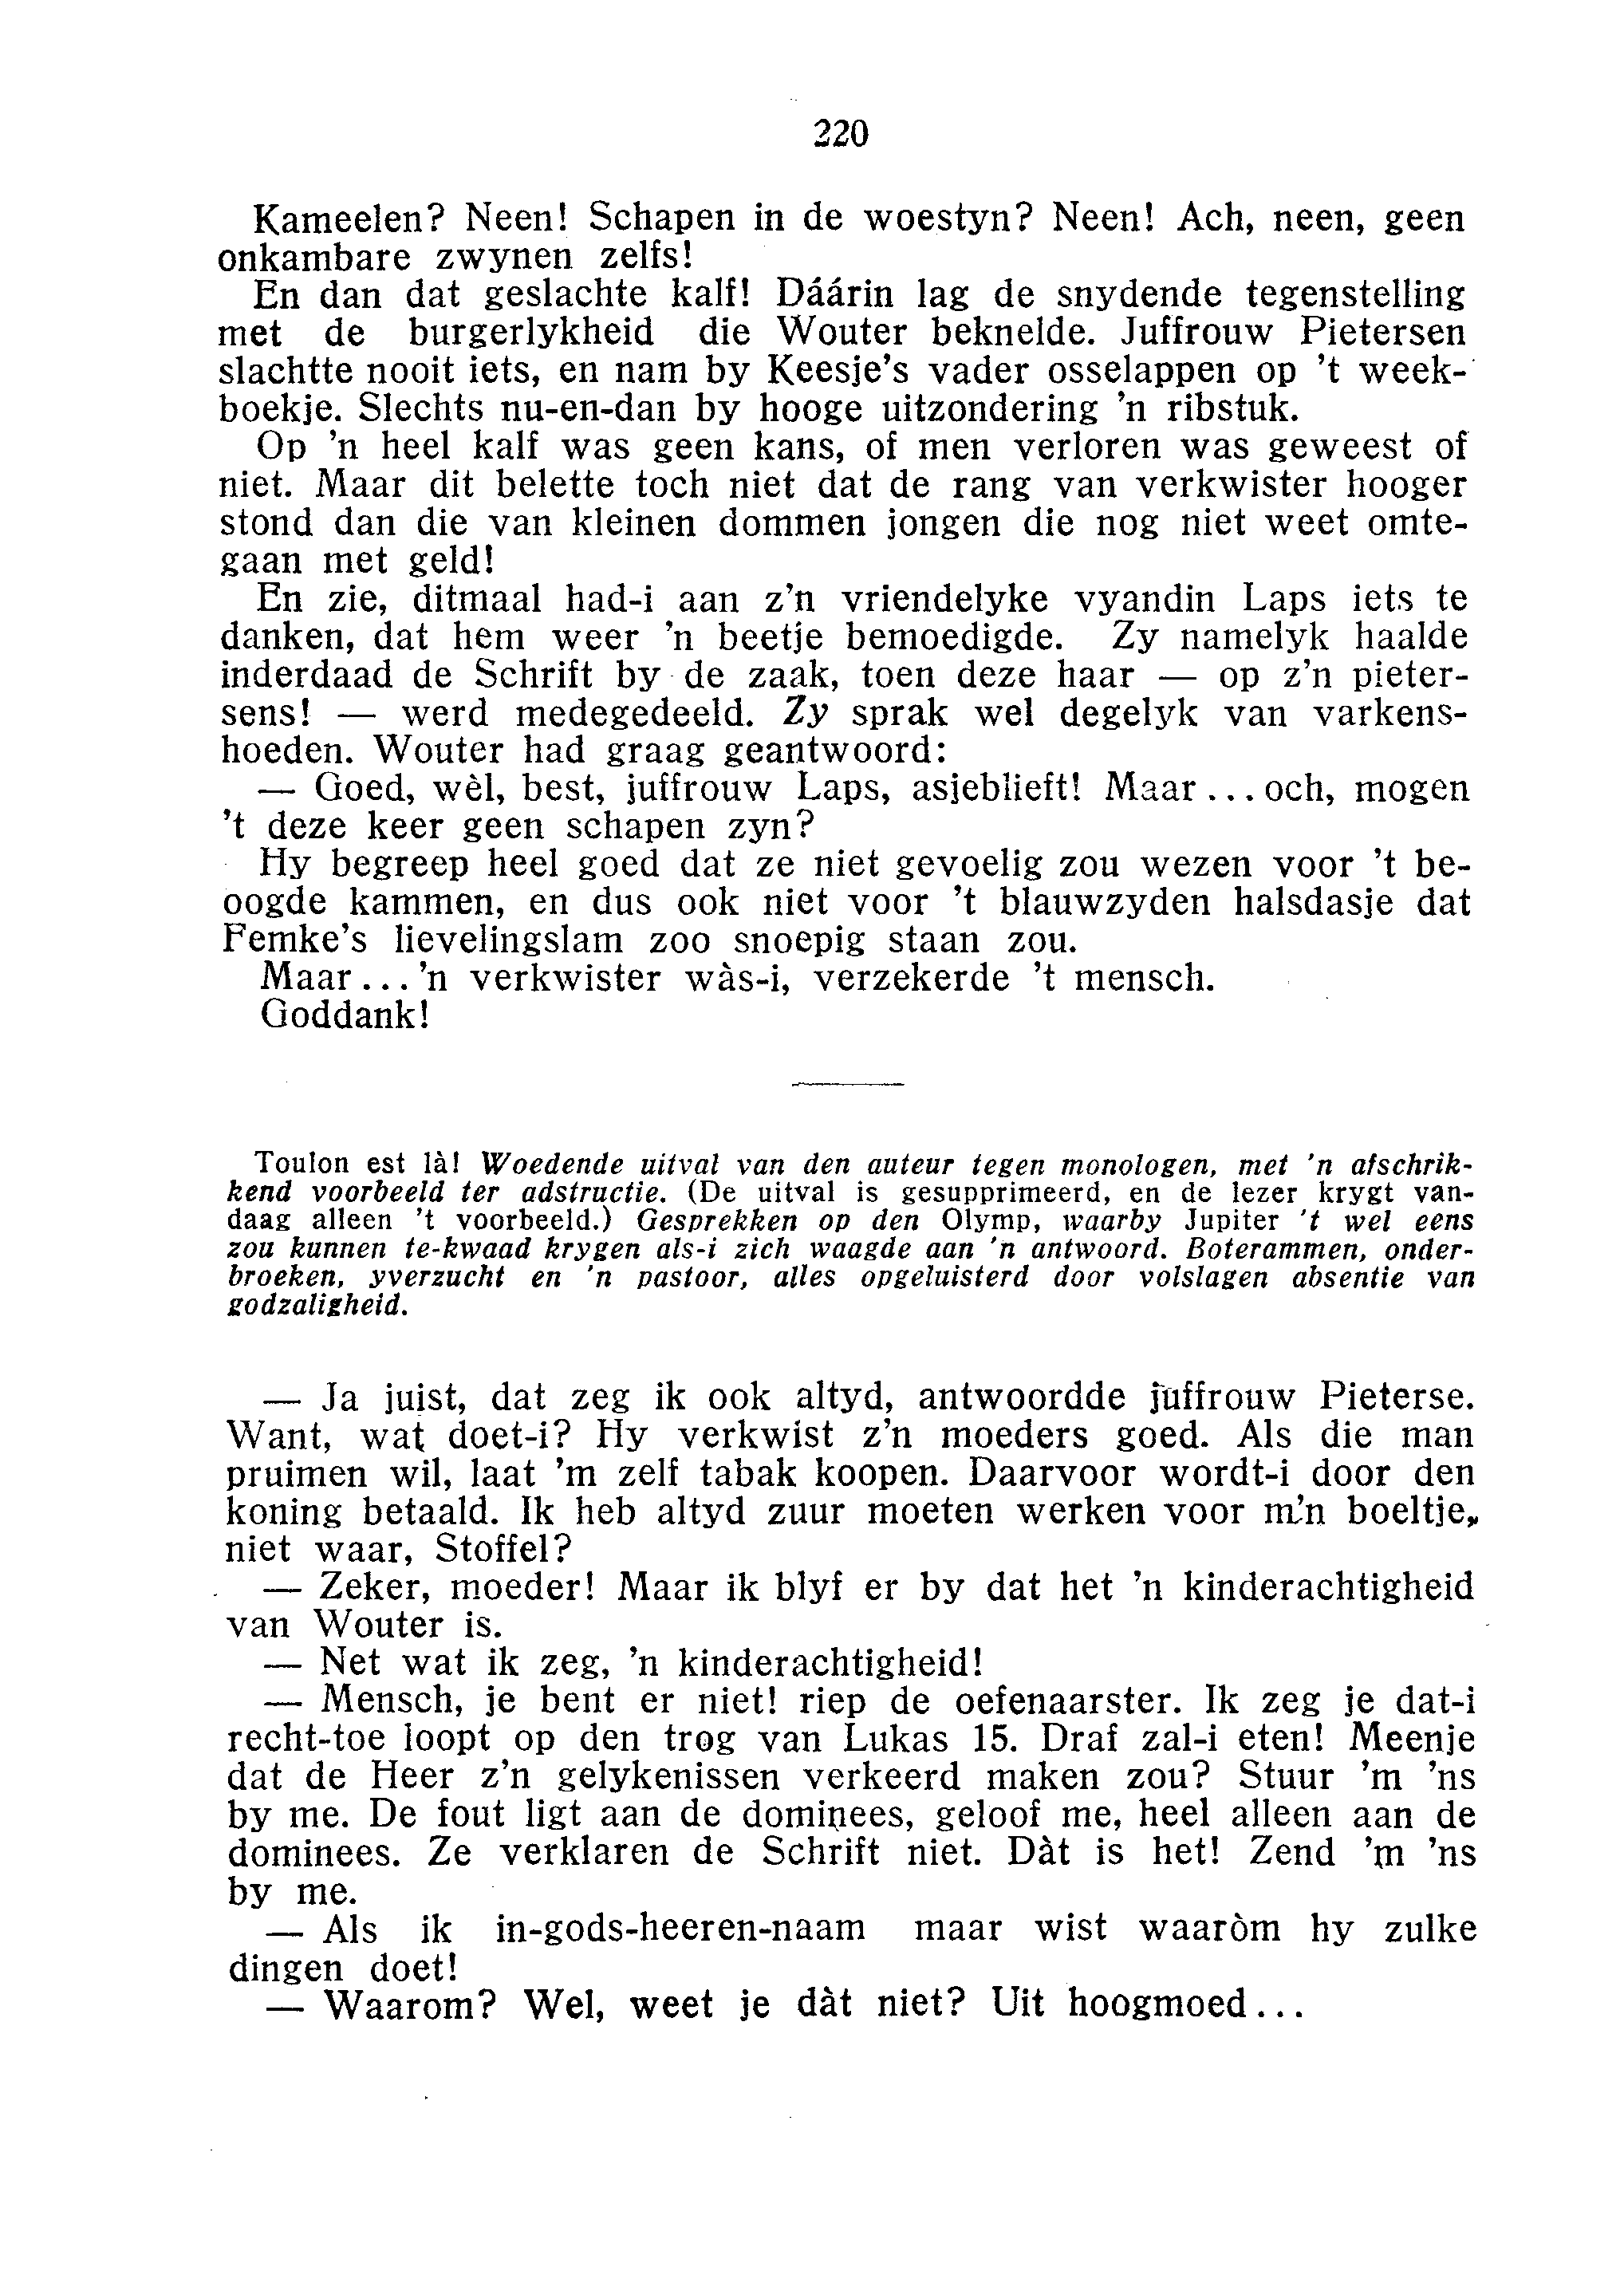 220
Kameelen? Neen! Schapen in de woestyn? Neen! Ach, neen, geen
onkambare zwynen zelfs!
En dan dat geslachte kalf! Dáárin lag de snydende tegenstelling
met de burgerlykheid die Wouter beknelde. Juffrouw Pietersen
slachtte nooit iets, en nam by Keesje's vader osselappen op 't week-
boekje. Slechts nu-en-dan by hooge uitzondering 'n ribstuk.
Op 'n heel kalf was geen kans, of men verloren was geweest of
niet. Maar dit belette toch niet dat de rang van verkwister hooger
stond dan die van kleinen dommen jongen die nog niet weet omte-
gaan met geld!
En zie, ditmaal had-i aan z'n vriendelyke vyandin Laps iets te
danken, dat hem weer 'n beetje bemoedigde. Zy namelyk haalde
inderdaad de Schrift by de zaak, toen deze haar — op z'n pieter-
sens! — werd medegedeeld. Zy sprak wel degelyk van varkens-
hoeden. Wouter had graag geantwoord:
— Goed, wèl, best, juffrouw Laps, asjeblieft! Maar... och, mogen
't deze keer geen schapen zyn?
Hy begreep heel goed dat ze niet gevoelig zou wezen voor 't be-
oogde kammen, en dus ook niet voor 't blauwzyden halsdasje dat
Femke's lievelingslam zoo snoepig staan zou.
Maar... 'n verkwister wàs-i, verzekerde 't mensch.
Goddank!
Toulon est là! Woedende uitval van den auteur tegen monologen, met 'n afschrik-
kend voorbeeld ter adstructie. (De uitval is gesupprimeerd, en de lezer krygt van-
daag alleen 't voorbeeld.) Gesprekken op den Olymp, waarby Jupiter 't wel eens
zou kunnen te-kwaad krygen als-i zich waagde aan 'n antwoord. Boterammen, onder-
broeken, yverzucht en 'n pastoor, alles opgeluisterd door volslagen absentie van
godzaligheid.
— Ja juist, dat zeg ik ook altyd, antwoordde juffrouw Pieterse.
Want, wat doet-i? Hy verkwist z'n moeders goed. Als die man
pruimen wil, laat 'm zelf tabak koopen. Daarvoor wordt-i door den
koning betaald. Ik heb altyd zuur moeten werken voor m'n boeltje,
niet waar, Stoffel?
— Zeker, moeder! Maar ik blyf er by dat het 'n kinderachtigheid
van Wouter is.
— Net wat ik zeg, 'n kinderachtigheid!
— Mensch, je bent er niet! riep de oefenaarster. Ik zeg je dat-i
recht-toe loopt op den trog van Lukas 15. Draf zal-i eten! Meenje
dat de Heer z'n gelykenissen verkeerd maken zou? Stuur 'm 'ns
by me. De fout ligt aan de dominees, geloof me, heel alleen aan de
dominees. Ze verklaren de Schrift niet. Dàt is het! Zend 'm 'ns
by me.
— Als ik in-gods-heeren-naam maar wist waaròm hy zulke
dingen doet!
— Waarom? Wel, weet je dàt niet? Uit hoogmoed...